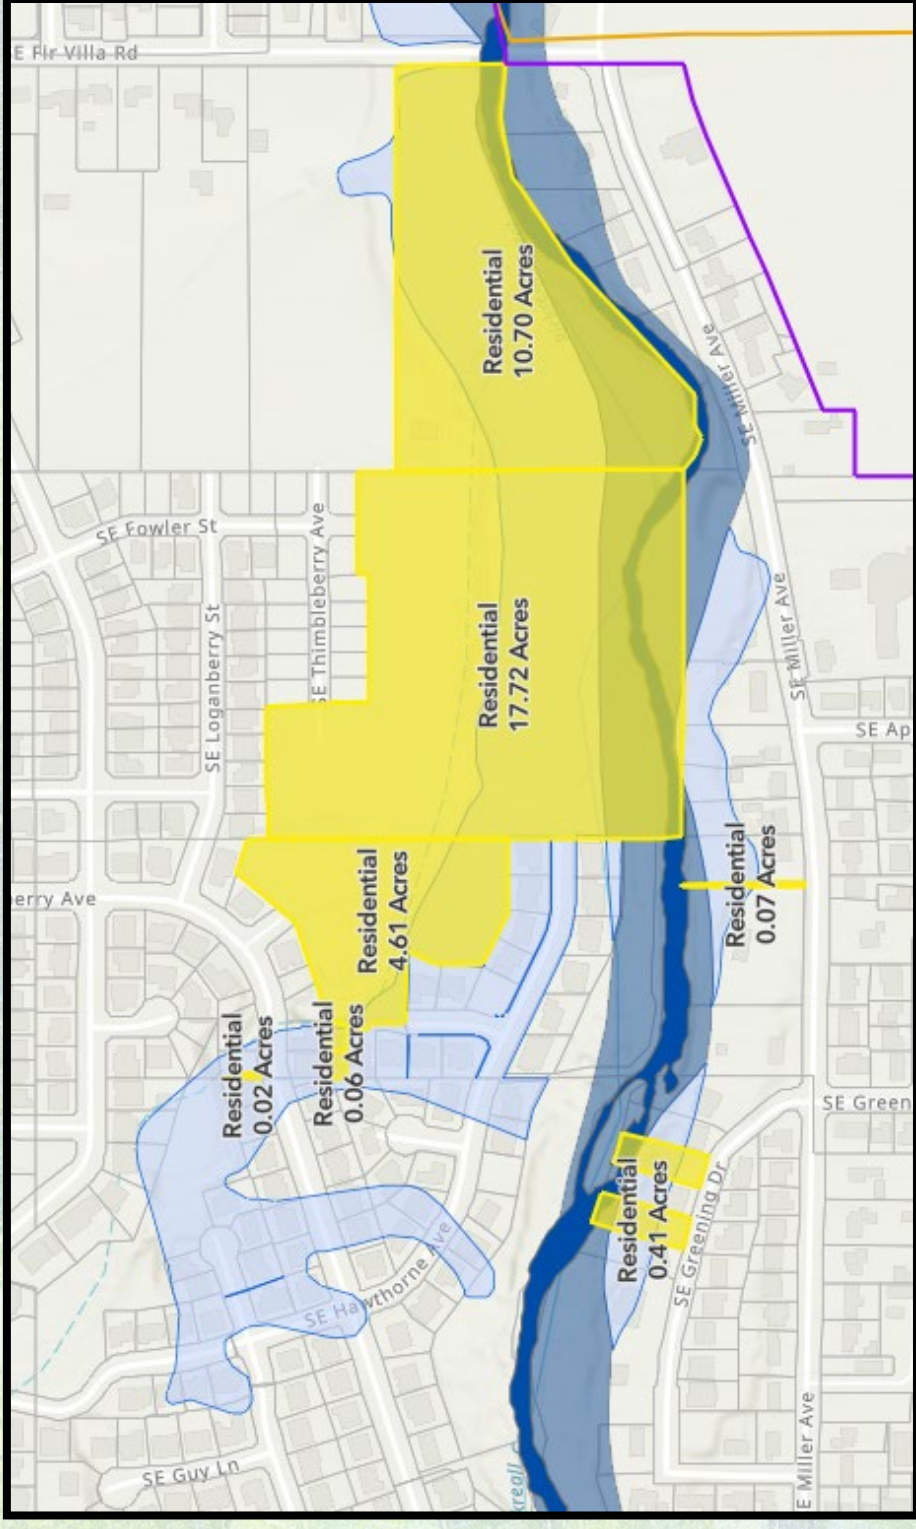 SE Fir Villa Rd
Residential
10.70 Acres
SE Miller Ave
SE Fowler St
SE Thimbleberry Ave
SE Loganberry St
Residential
17.72 Acres
SE Miller Ave
SE Ap
Residential
4.61 Acres
Residential
0.07 Acres
erry Ave
Residential
0.02 Acres
Residential
0.06 Acres
SE Green
Residential
0.41 Acres
SE Greening Dr
SE Hawthorne Ave
E Miller Ave
SE Guy Ln
kreall C